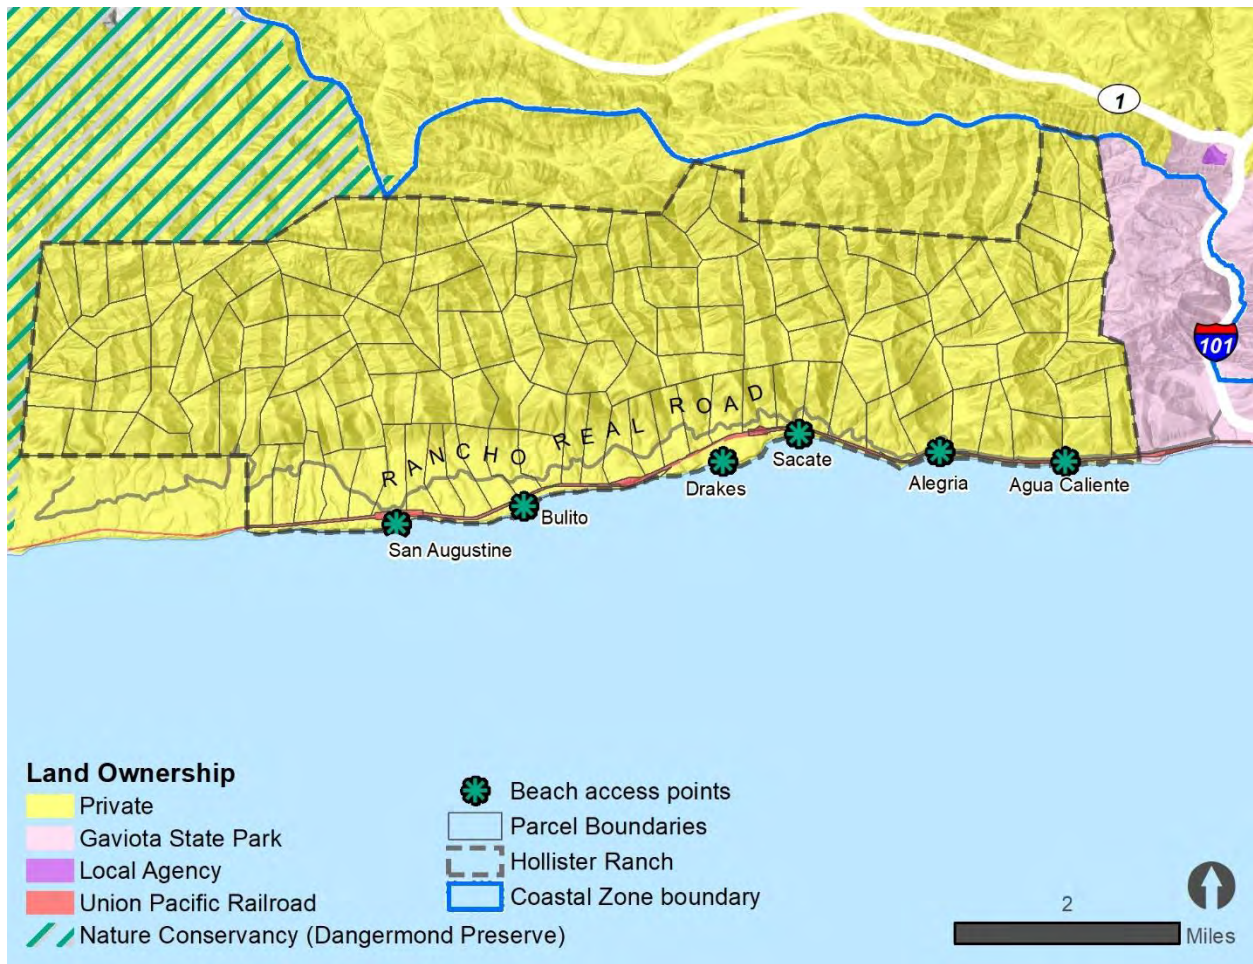 1
101
RANCHO REAL ROAD
Sacate
Drakes
Alegria
Agua Caliente
Bulito
San Augustine
Land Ownership
Private
Gaviota State Park
Local Agency
Union Pacific Railroad
Nature Conservancy (Dangermond Preserve)
Beach access points
Parcel Boundaries
Hollister Ranch
Coastal Zone boundary
2
Miles